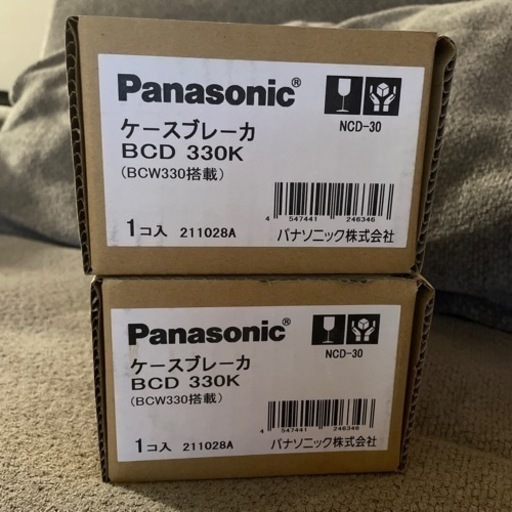 Panasonic®
NCD-30
ケースブレーカ
BCD 330K
(BCW330搭載)
4 547441 246346
1コ入 211028A
パナソニック株式会社
Panasonic®
NCD-30
ケースブレーカ
BCD 330K
(BCW330搭載)
4 547441 246346
1コ入 211028A
パナソニック株式会社